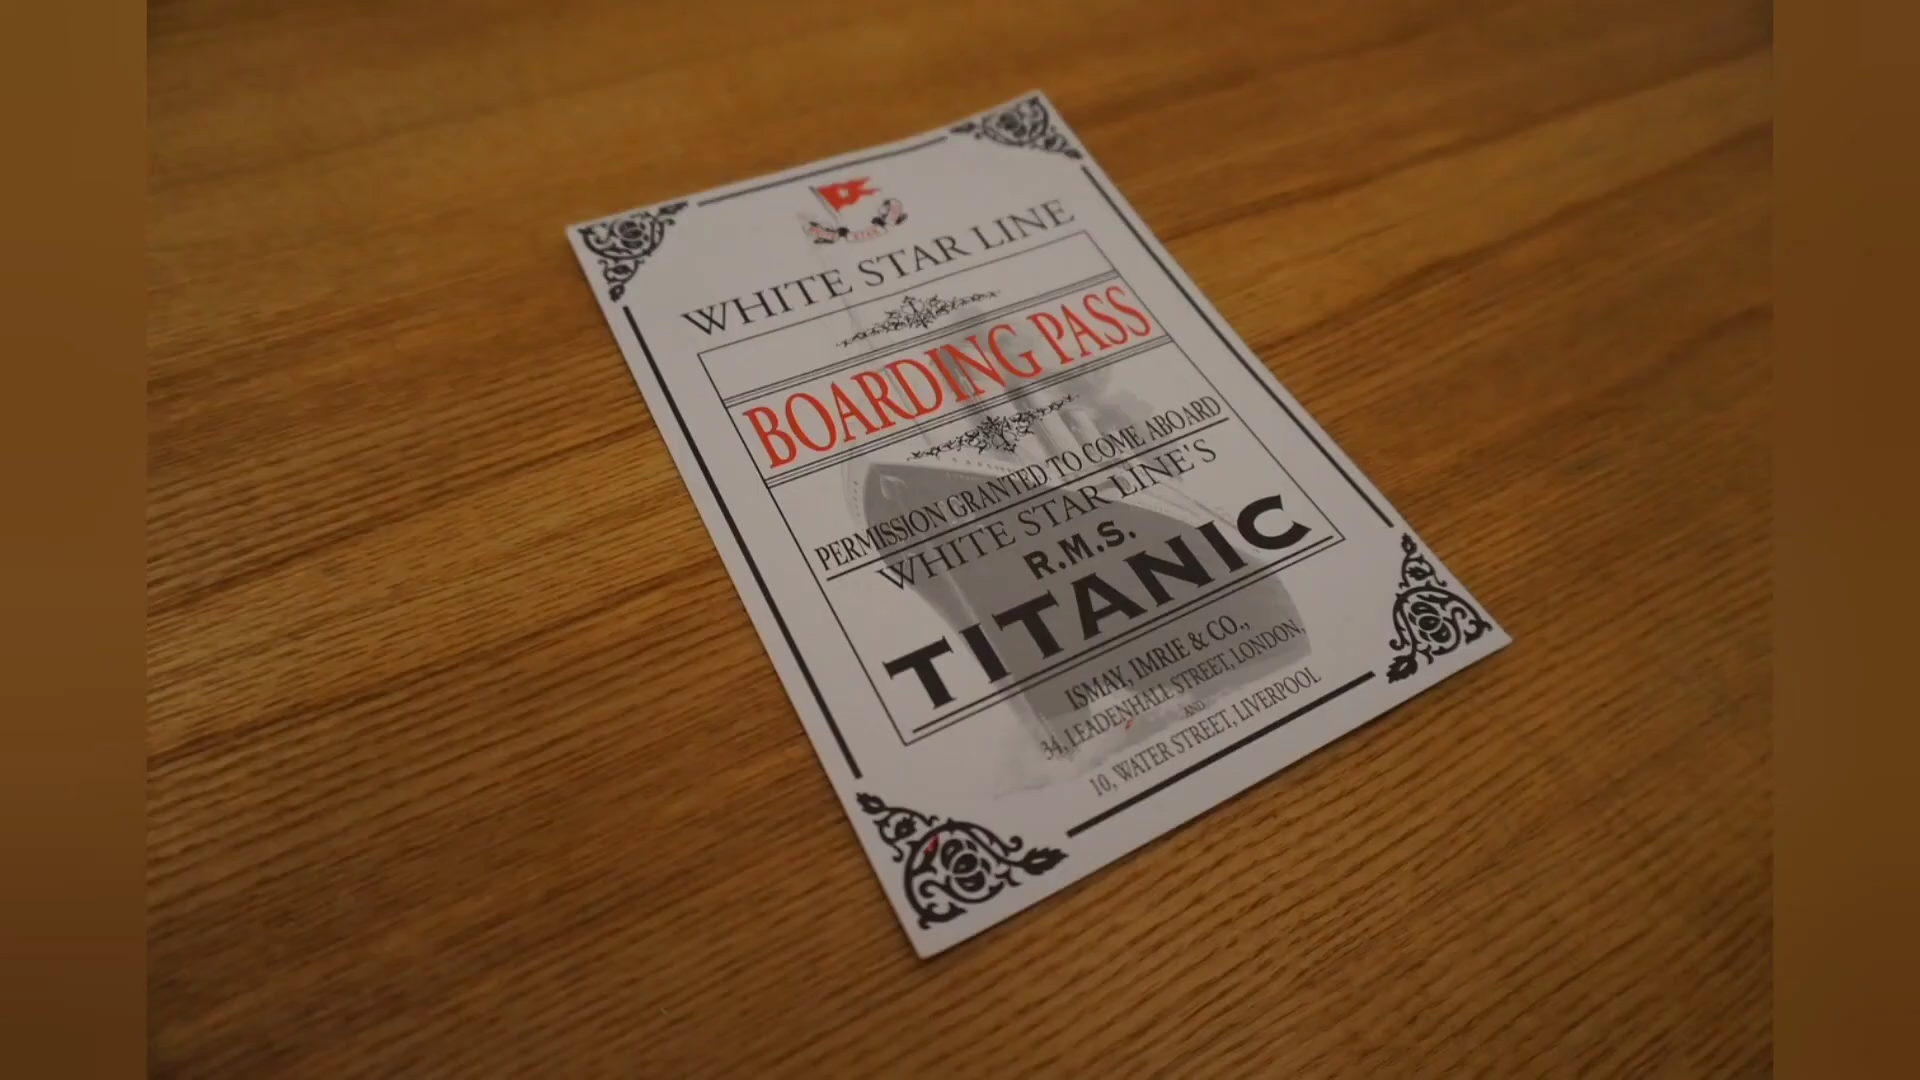 STAR
WHITE STAR LINE
BOARDING PASS
PERMISSION GRANTED TO COME ABOARD
WHITE STAR LINE'S
R.M.S.
TITANIC
ISMAY, IMRIE & CO.,
34, LEADENHALL STREET, LONDON,
AND
10, WATER STREET, LIVERPOOL